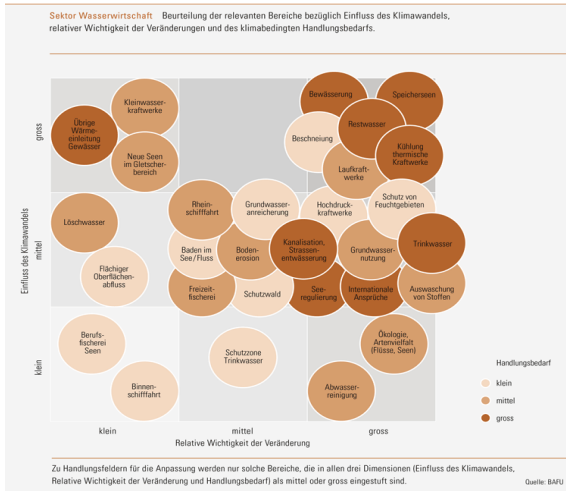 Sektor Wasserwirtschaft Beurteilung der relevanten Bereiche bezüglich Einfluss des Klimawandels,
relativer Wichtigkeit der Veränderungen und des klimabedingten Handlungsbedarfs.
Einfluss des Klimawandels
gross
mittel
klein
Übrige
Wärme-
einleitung
Gewässer
Kleinwasser-
kraftwerke
Neue Seen
im Gletscher-
bereich
Bewässerung
Speicherseen
Restwasser
Beschneiung
Kühlung
thermische
Kraftwerke
Laufkraft-
werke
Löschwasser
Flächiger
Oberflächen-
abfluss
Rhein-
schifffahrt
Grundwasser-
anreicherung
Hochdruck-
kraftwerke
Schutz von
Feuchtgebieten
Baden im
See/Fluss
Boden-
erosion
Kanalisation,
Strassen-
entwässerung
Grundwasser-
nutzung
Trinkwasser
Freizeit-
fischerei
Schutzwald
See-
regulierung
Internationale
Ansprüche
Auswaschung
von Stoffen
Berufs-
fischerei
Seen
Binnen-
schifffahrt
Schutzzone
Trinkwasser
Ökologie,
Artenvielfalt
(Flüsse, Seen)
Abwasser-
reinigung
Handlungsbedarf
klein
mittel
gross
klein
mittel
gross
Relative Wichtigkeit der Veränderung
Zu Handlungsfeldern für die Anpassung werden nur solche Bereiche, die in allen drei Dimensionen (Einfluss des Klimawandels,
Relative Wichtigkeit der Veränderung und Handlungsbedarf) als mittel oder gross eingestuft sind.
Quelle: BAFU